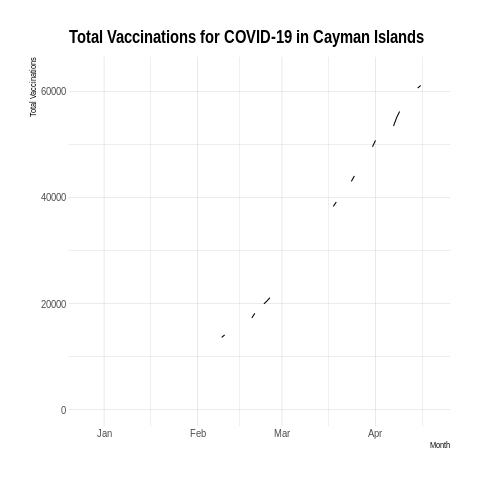 Total Vaccinations for COVID-19 in Cayman Islands
Total Vaccinations
60000
40000
20000
0
Jan Feb Mar Apr
Month